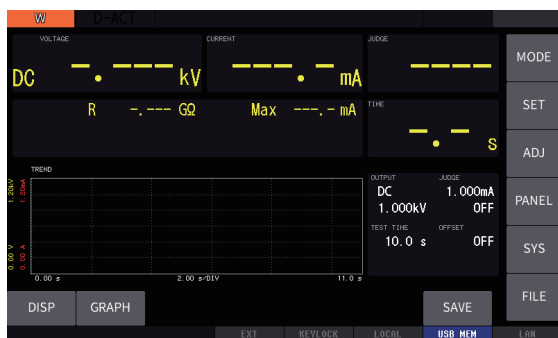 W D-ACT
VOLTAGE CURRENT JUDGE
DC -.--- kV ---.- mA ----
MODE
R -.--- GΩ Max ---.- mA TIME
SET
-.- s
ADJ
TREND
1.20kV 1.20mA
OUTPUT JUDGE
DC 1.000mA
1.000kV OFF
PANEL
TEST TIME OFFSET
10.0 s OFF
SYS
0.00 V 0.00 A
0.00 s 2.00 s/DIV 11.0 s
DISP GRAPH SAVE FILE
EXT KEYLOCK LOCAL USB MEM LAN